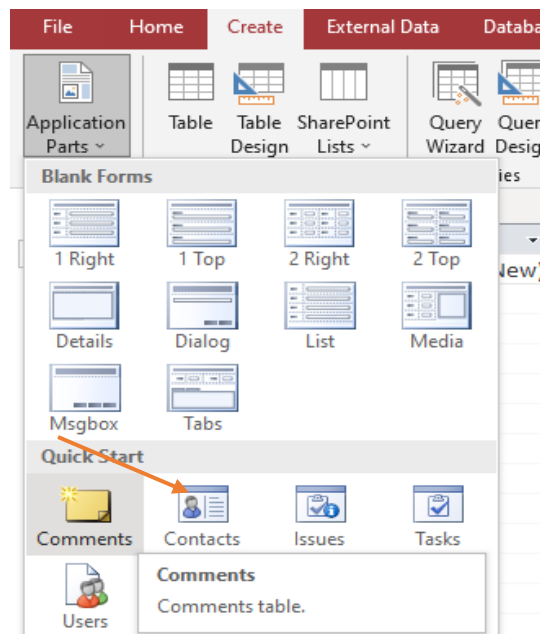 File Home Create External Data Databa
Application Parts
Table
Table Design
SharePoint Lists
Query Wizard
Quer Desig
ies
Blank Forms
1 Right 1 Top 2 Right 2 Top
New)
Details Dialog List Media
Msgbox Tabs
Quick Start
Comments Contacts Issues Tasks
Comments
Comments table.
Users